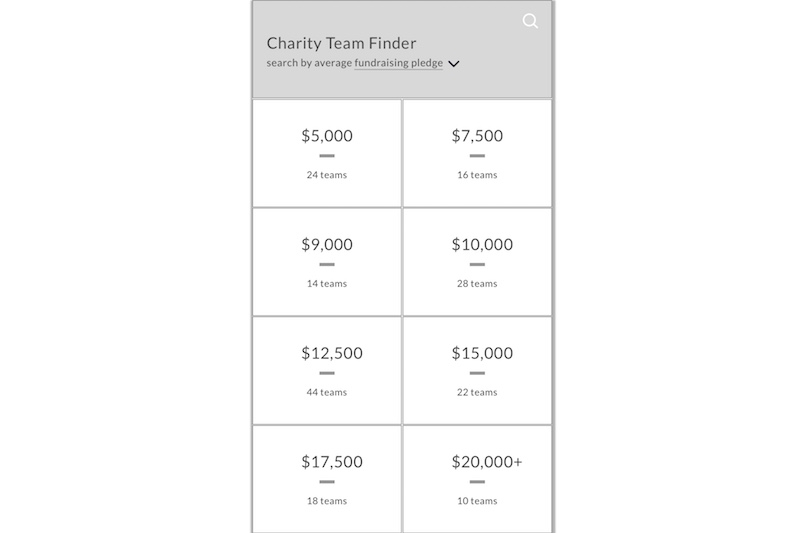 Charity Team Finder
search by average fundraising pledge
$5,000
24 teams
$7,500
16 teams
$9,000
14 teams
$10,000
28 teams
$12,500
44 teams
$15,000
22 teams
$17,500
18 teams
$20,000+
10 teams